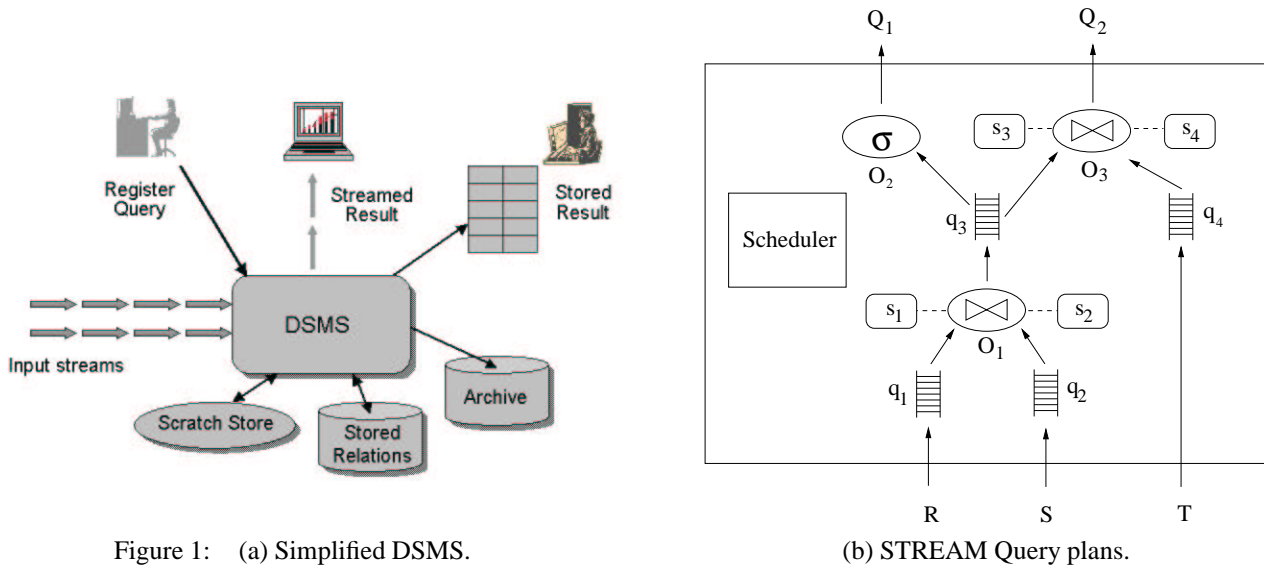 Register
Query
Streamed
Result
Stored
Result
DSMS
Input streams
Scratch Store
Stored
Relations
Archive
Q1
Q2
σ
O2
s3
s4
O3
q3
q4
Scheduler
s1
s2
O1
q1
q2
R
S
T
Figure 1: (a) Simplified DSMS.
(b) STREAM Query plans.